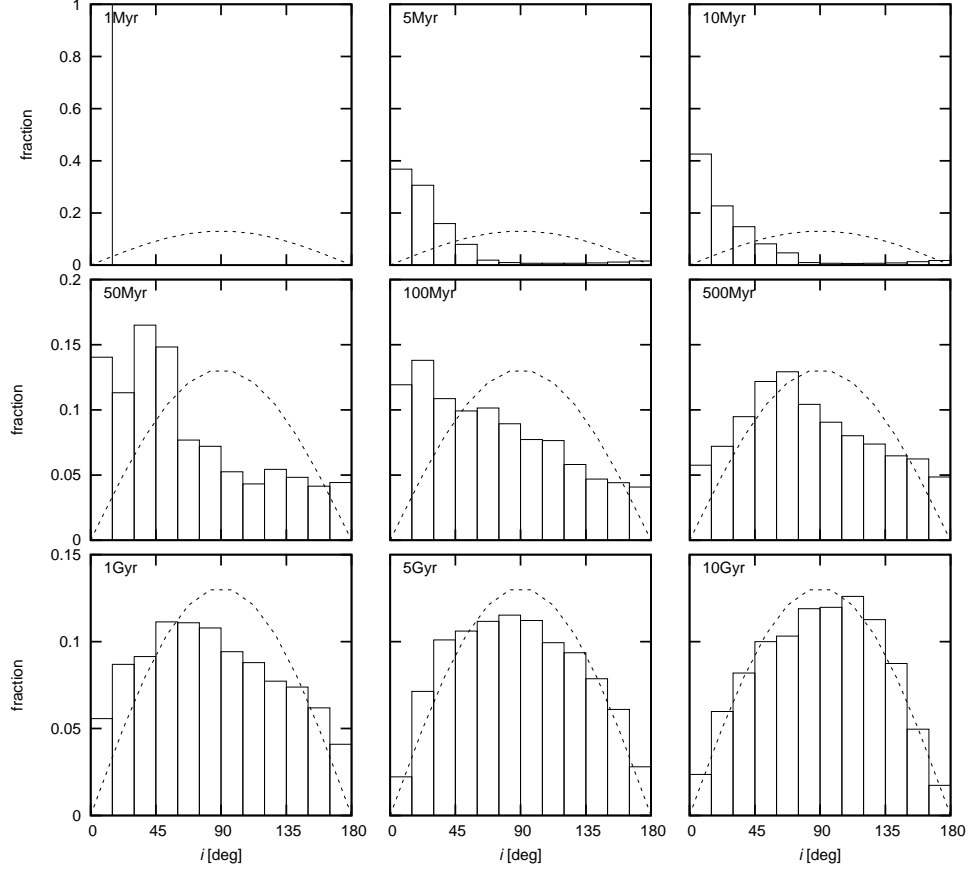 1Myr 5Myr 10Myr
1
0.8
0.6
0.4
0.2
0
fraction
50Myr 100Myr 500Myr
0.2
0.15
0.1
0.05
0
fraction
1Gyr 5Gyr 10Gyr
0.15
0.1
0.05
0
fraction
0 45 90 135 180 0 45 90 135 180 0 45 90 135 180
i [deg] i [deg] i [deg]